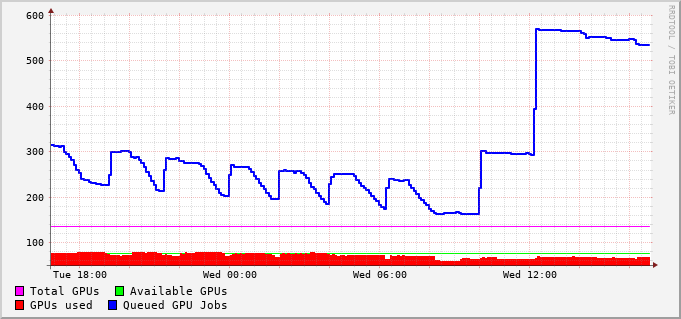 600
500
400
300
200
100
Tue 18:00 Wed 00:00 Wed 06:00 Wed 12:00
Total GPUs Available GPUs
GPUs used Queued GPU Jobs
RRDTOOL / TOBI OETIKER